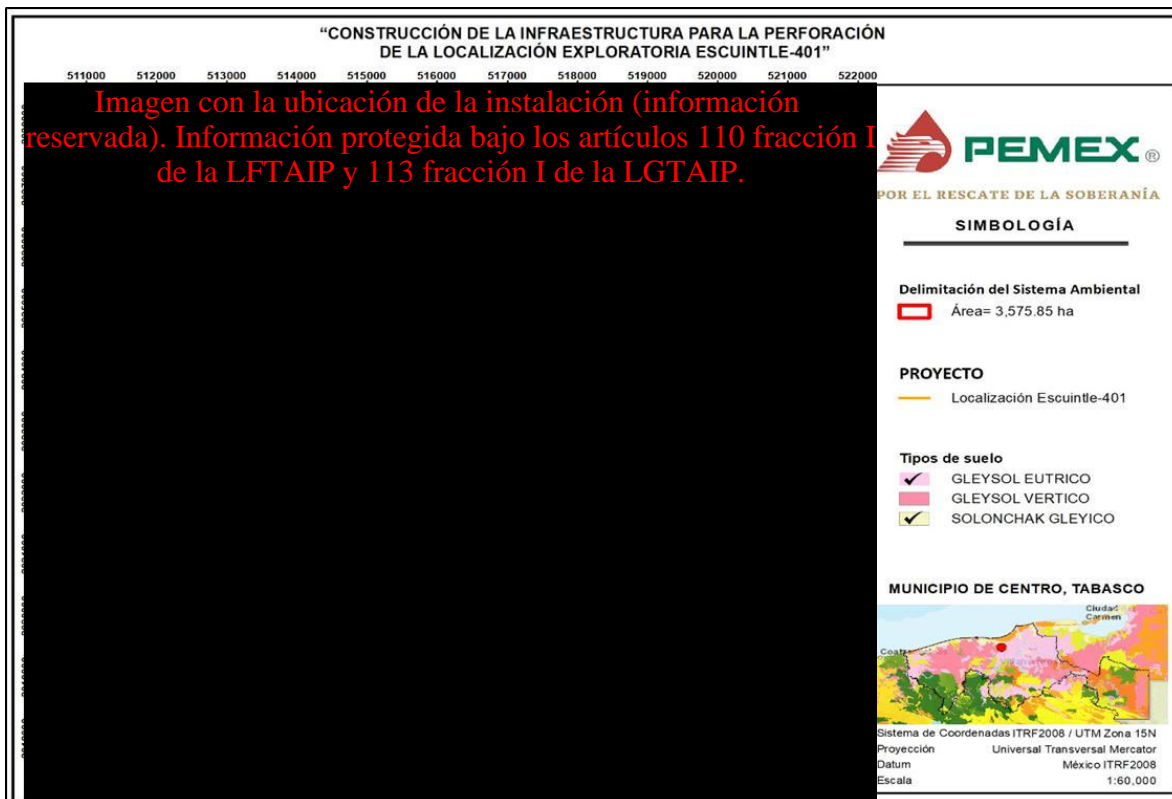 “CONSTRUCCIÓN DE LA INFRAESTRUCTURA PARA LA PERFORACIÓN
DE LA LOCALIZACIÓN EXPLORATORIA ESCUINTLE-401”
511000 512000 513000 514000 515000 516000 517000 518000 519000 520000 521000 522000
Imagen con la ubicación de la instalación (información
reservada). Información protegida bajo los artículos 110 fracción I
de la LFTAIP y 113 fracción I de la LGTAIP.
PEMEX ®
POR EL RESCATE DE LA SOBERANÍA
SIMBOLOGÍA
Delimitación del Sistema Ambiental
Área= 3,575.85 ha
PROYECTO
Localización Escuintle-401
Tipos de suelo
GLEYSOL EUTRICO
GLEYSOL VERTICO
SOLONCHAK GLEYICO
MUNICIPIO DE CENTRO, TABASCO
Ciudad
Carmen
Sistema de Coordenadas ITRF2008 / UTM Zona 15N
Proyección Universal Transversal Mercator
Datum México ITRF2008
Escala 1:60,000